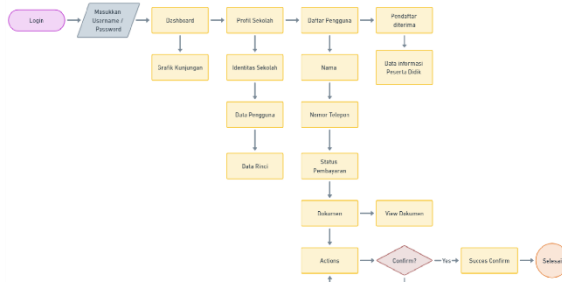 Login
Masukkan
Username /
Password
Dashboard
Profil Sekolah
Daftar Pengguna
Pendaftar
diterima
Grafik Kunjungan
Identitas Sekolah
Nama
Data Informasi
Peserta Didik
Data Pengguna
Nomor Telepon
Data Rinci
Status
Pembayaran
Dokumen
View Dokumen
Actions
Confirm?
Yes
Succes Confirm
Selesai